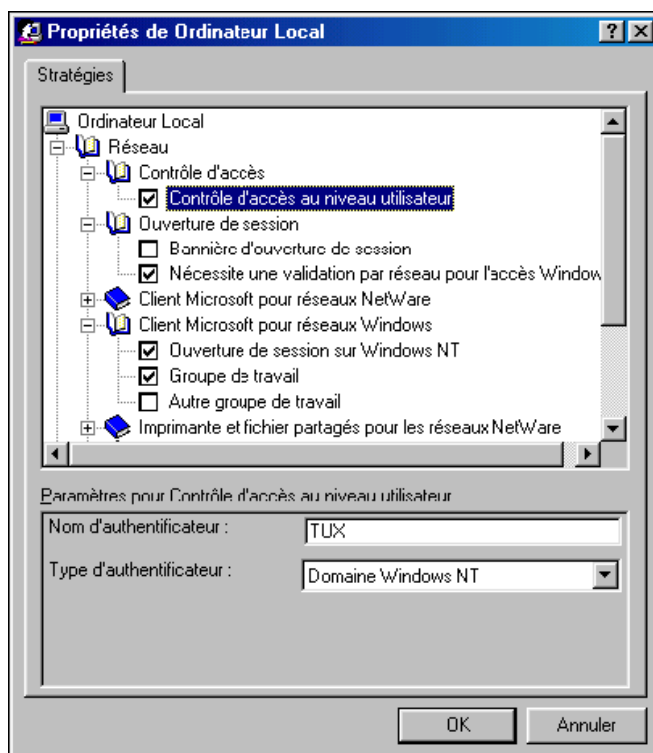 Propriétés de Ordinateur Local
Stratégies
Ordinateur Local
Réseau
Contrôle d'accès
Contrôle d'accès au niveau utilisateur
Ouverture de session
Bannière d'ouverture de session
Nécessite une validation par réseau pour l'accès Window
Client Microsoft pour réseaux NetWare
Client Microsoft pour réseaux Windows
Ouverture de session sur Windows NT
Groupe de travail
Autre groupe de travail
Imprimante et fichier partagés pour les réseaux NetWare
Paramètres pour Contrôle d'accès au niveau utilisateur
Nom d'authentificateur : TUX
Type d'authentificateur : Domaine Windows NT
OK Annuler